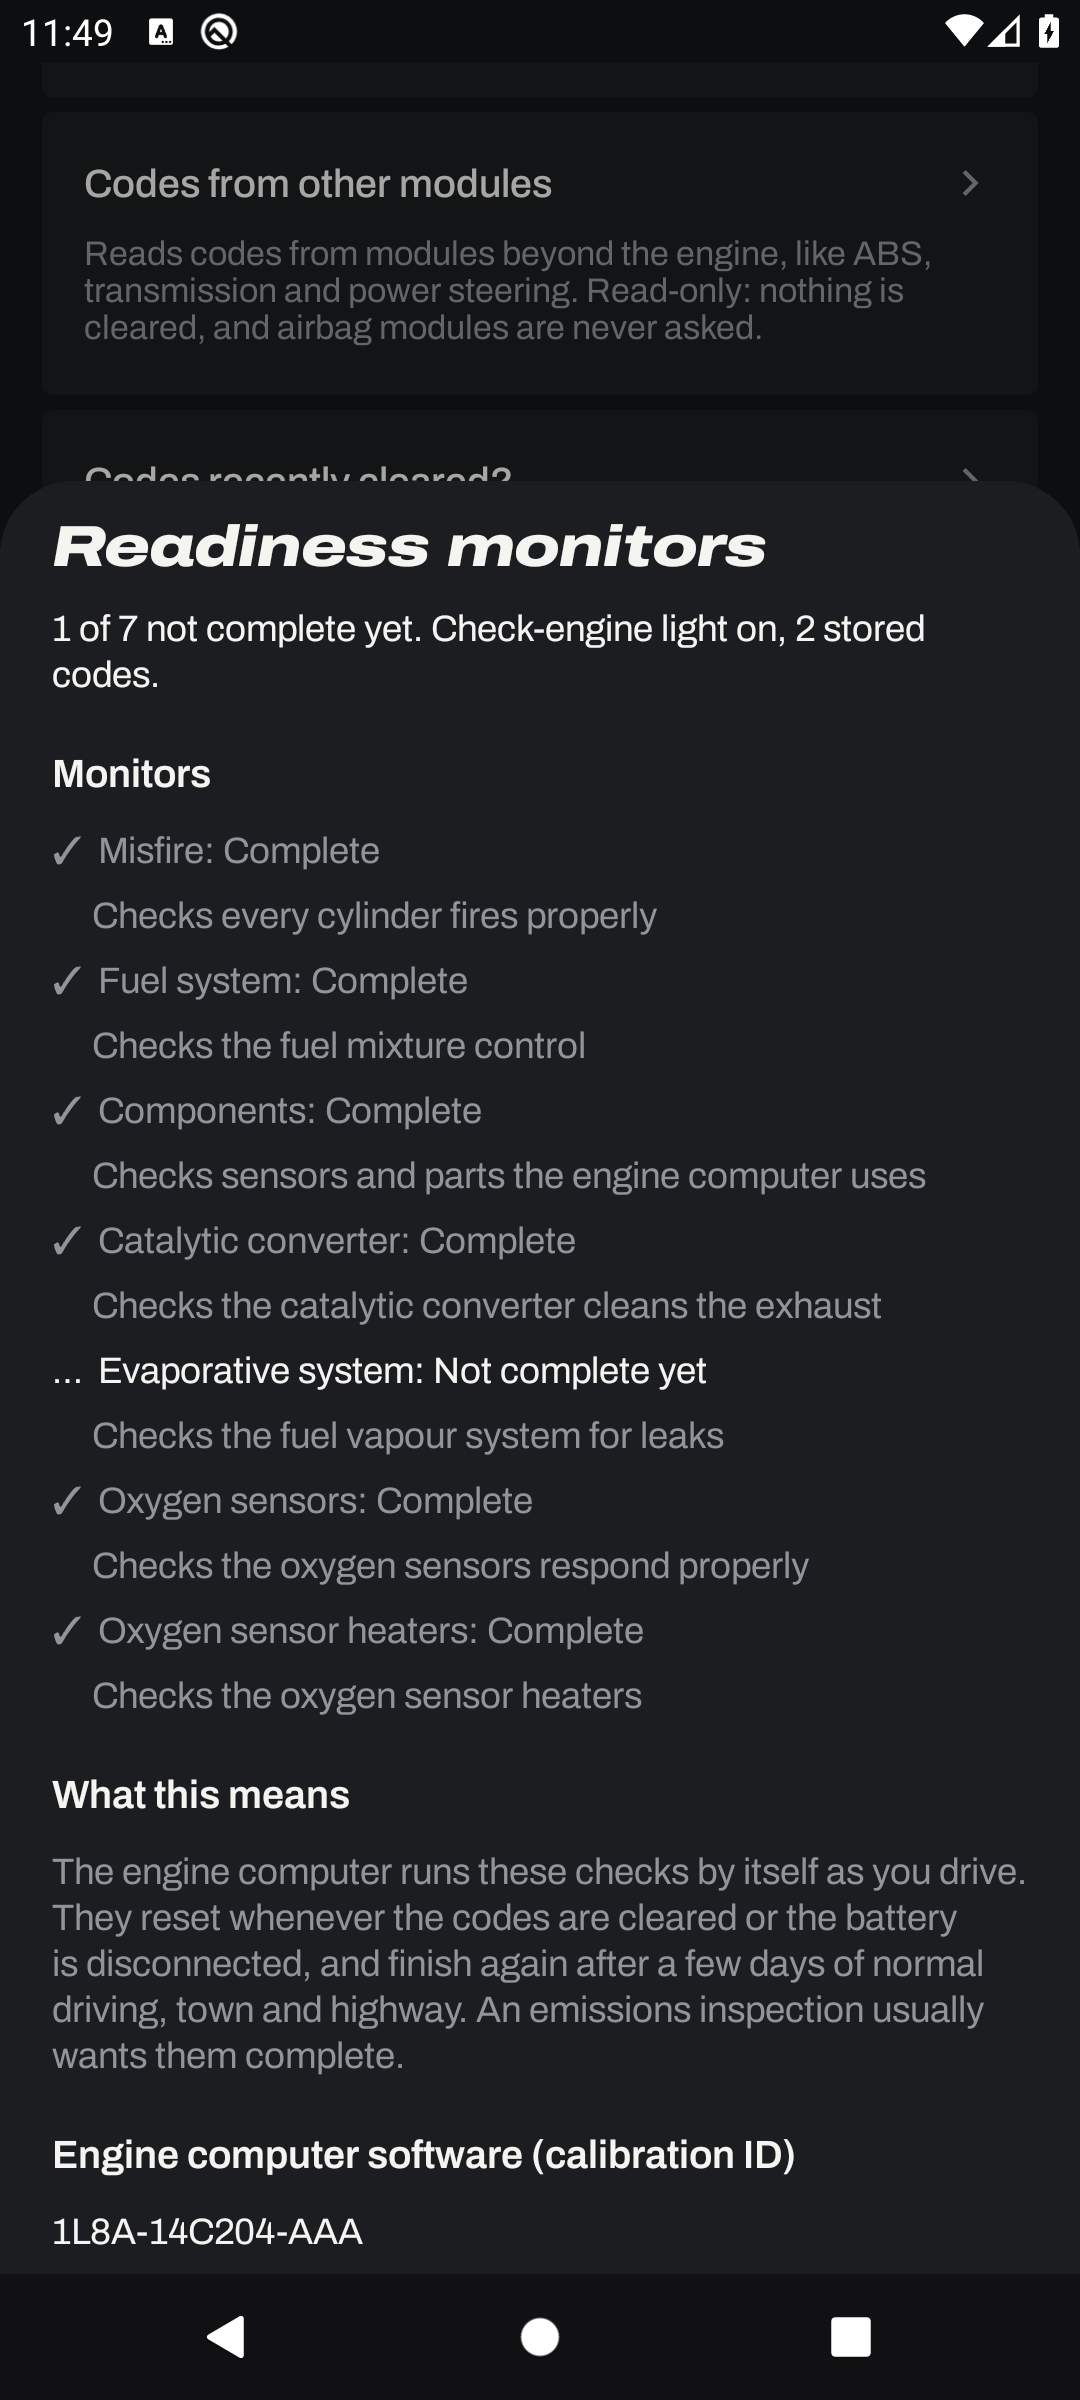 11:49
Codes from other modules
Reads codes from modules beyond the engine, like ABS,
transmission and power steering. Read-only: nothing is
cleared, and airbag modules are never asked.
Codes recently cleared?
Readiness monitors
1 of 7 not complete yet. Check-engine light on, 2 stored
codes.
Monitors
✓ Misfire: Complete
Checks every cylinder fires properly
✓ Fuel system: Complete
Checks the fuel mixture control
✓ Components: Complete
Checks sensors and parts the engine computer uses
✓ Catalytic converter: Complete
Checks the catalytic converter cleans the exhaust
... Evaporative system: Not complete yet
Checks the fuel vapour system for leaks
✓ Oxygen sensors: Complete
Checks the oxygen sensors respond properly
✓ Oxygen sensor heaters: Complete
Checks the oxygen sensor heaters
What this means
The engine computer runs these checks by itself as you drive.
They reset whenever the codes are cleared or the battery
is disconnected, and finish again after a few days of normal
driving, town and highway. An emissions inspection usually
wants them complete.
Engine computer software (calibration ID)
1L8A-14C204-AAA